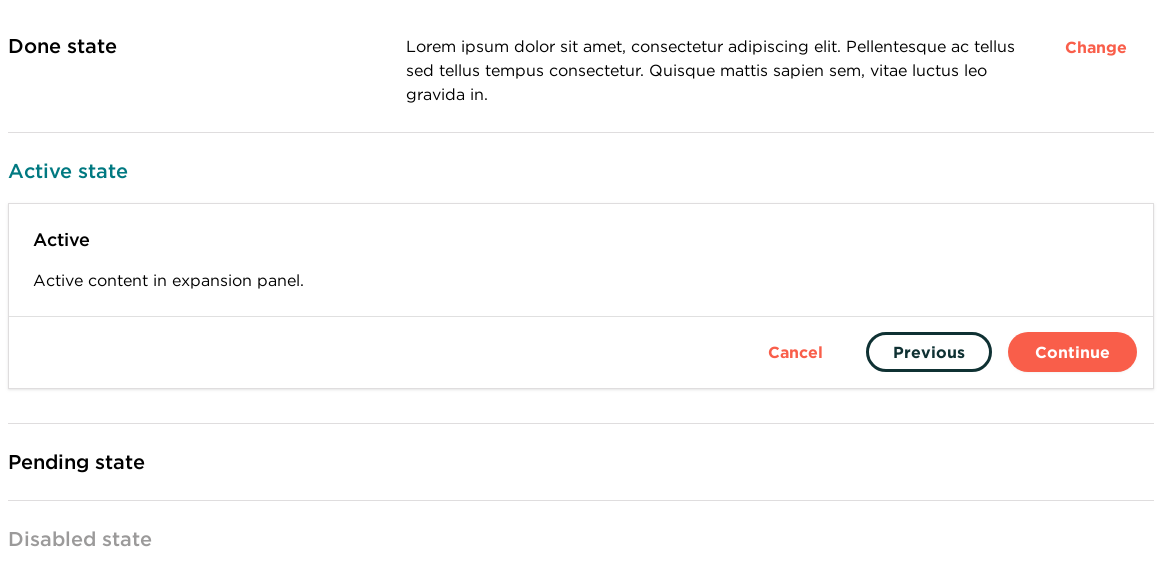 Done state
Lorem ipsum dolor sit amet, consectetur adipiscing elit. Pellentesque ac tellus
sed tellus tempus consectetur. Quisque mattis sapien sem, vitae luctus leo
gravida in.
Change
Active state
Active
Active content in expansion panel.
Cancel
Previous
Continue
Pending state
Disabled state